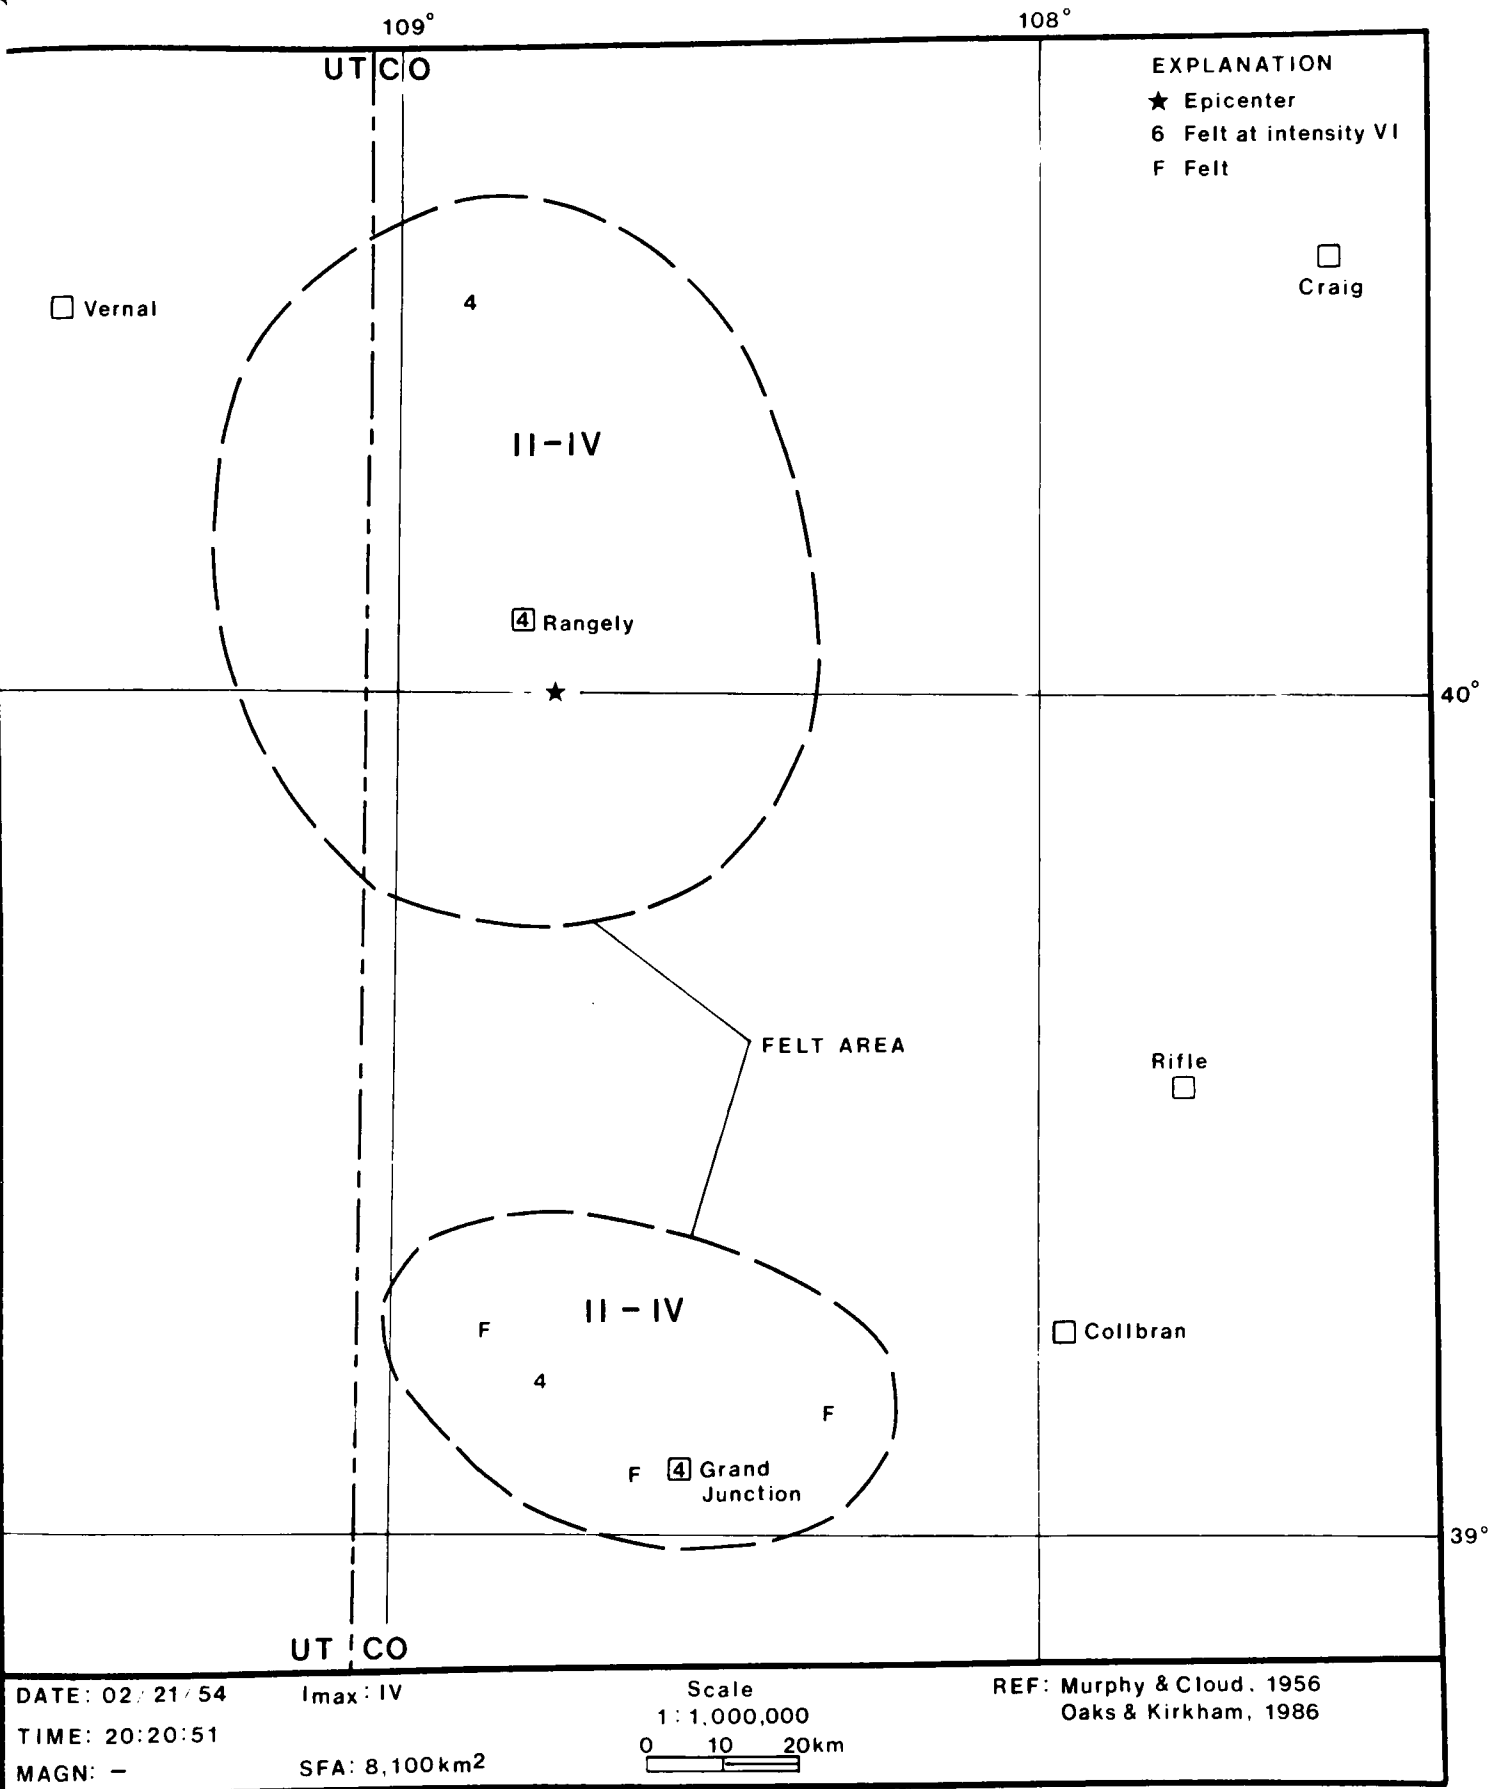 109°
108°
UT CO
EXPLANATION
★ Epicenter
6 Felt at intensity VI
F Felt
Craig
Vernal
4
II-IV
4 Rangely
★
40°
FELT AREA
Rifle
II-IV
F
Collbran
4
F
F 4 Grand
Junction
39°
UT CO
DATE: 02/21/54 Imax: IV Scale REF: Murphy & Cloud, 1956
1:1,000,000 Oaks & Kirkham, 1986
TIME: 20:20:51
0 10 20km
MAGN: - SFA: 8,100km2